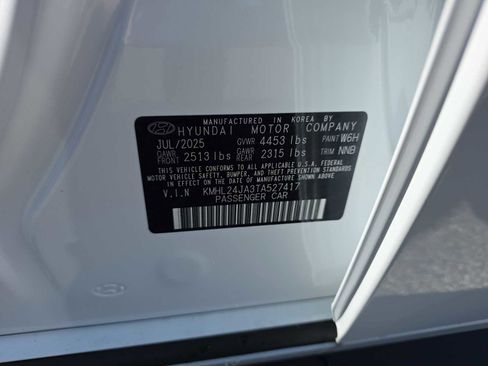 MANUFACTURED IN KOREA BY
HYUNDAI MOTOR COMPANY
JUL/2025 GVWR 4453 lbs PAINT W6H
GAWR FRONT 2513 lbs GAWR REAR 2315 lbs TRIM NNB
THIS VEHICLE CONFORMS TO ALL APPLICABLE U.S.A. FEDERAL
MOTOR VEHICLE SAFETY, BUMPER, AND THEFT PREVENTION
STANDARDS IN EFFECT ON THE DATE OF MANUFACTURE
SHOWN ABOVE.
V.I.N KMHL24JA3TA527417
PASSENGER CAR